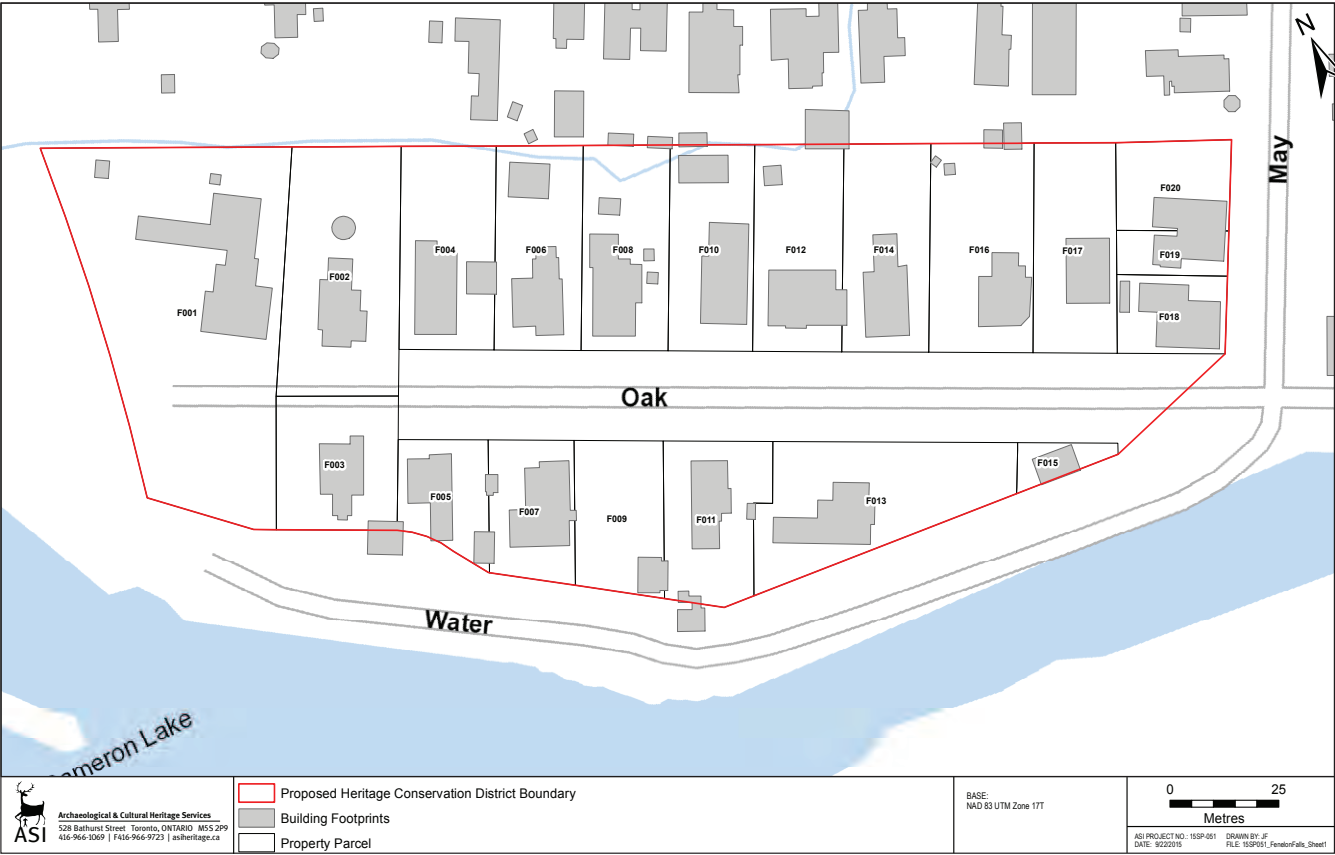 N
May
F020
F004
F006
F008
F010
F012
F014
F016
F017
F019
F002
F001
F018
Oak
F003
F015
F005
F013
F007
F009
F011
Water
Cameron Lake
ASI
Archaeological & Cultural Heritage Services
528 Bathurst Street Toronto, ONTARIO M5S 2P9
416-966-1069 | F416-966-9723 | asiheritage.ca
Proposed Heritage Conservation District Boundary
Building Footprints
Property Parcel
BASE:
NAD 83 UTM Zone 17T
0 25
Metres
ASI PROJECT NO.: 15SP-051 DRAWN BY: JF
DATE: 9/22/2015 FILE: 15SP051_FenelonFalls_Sheet1